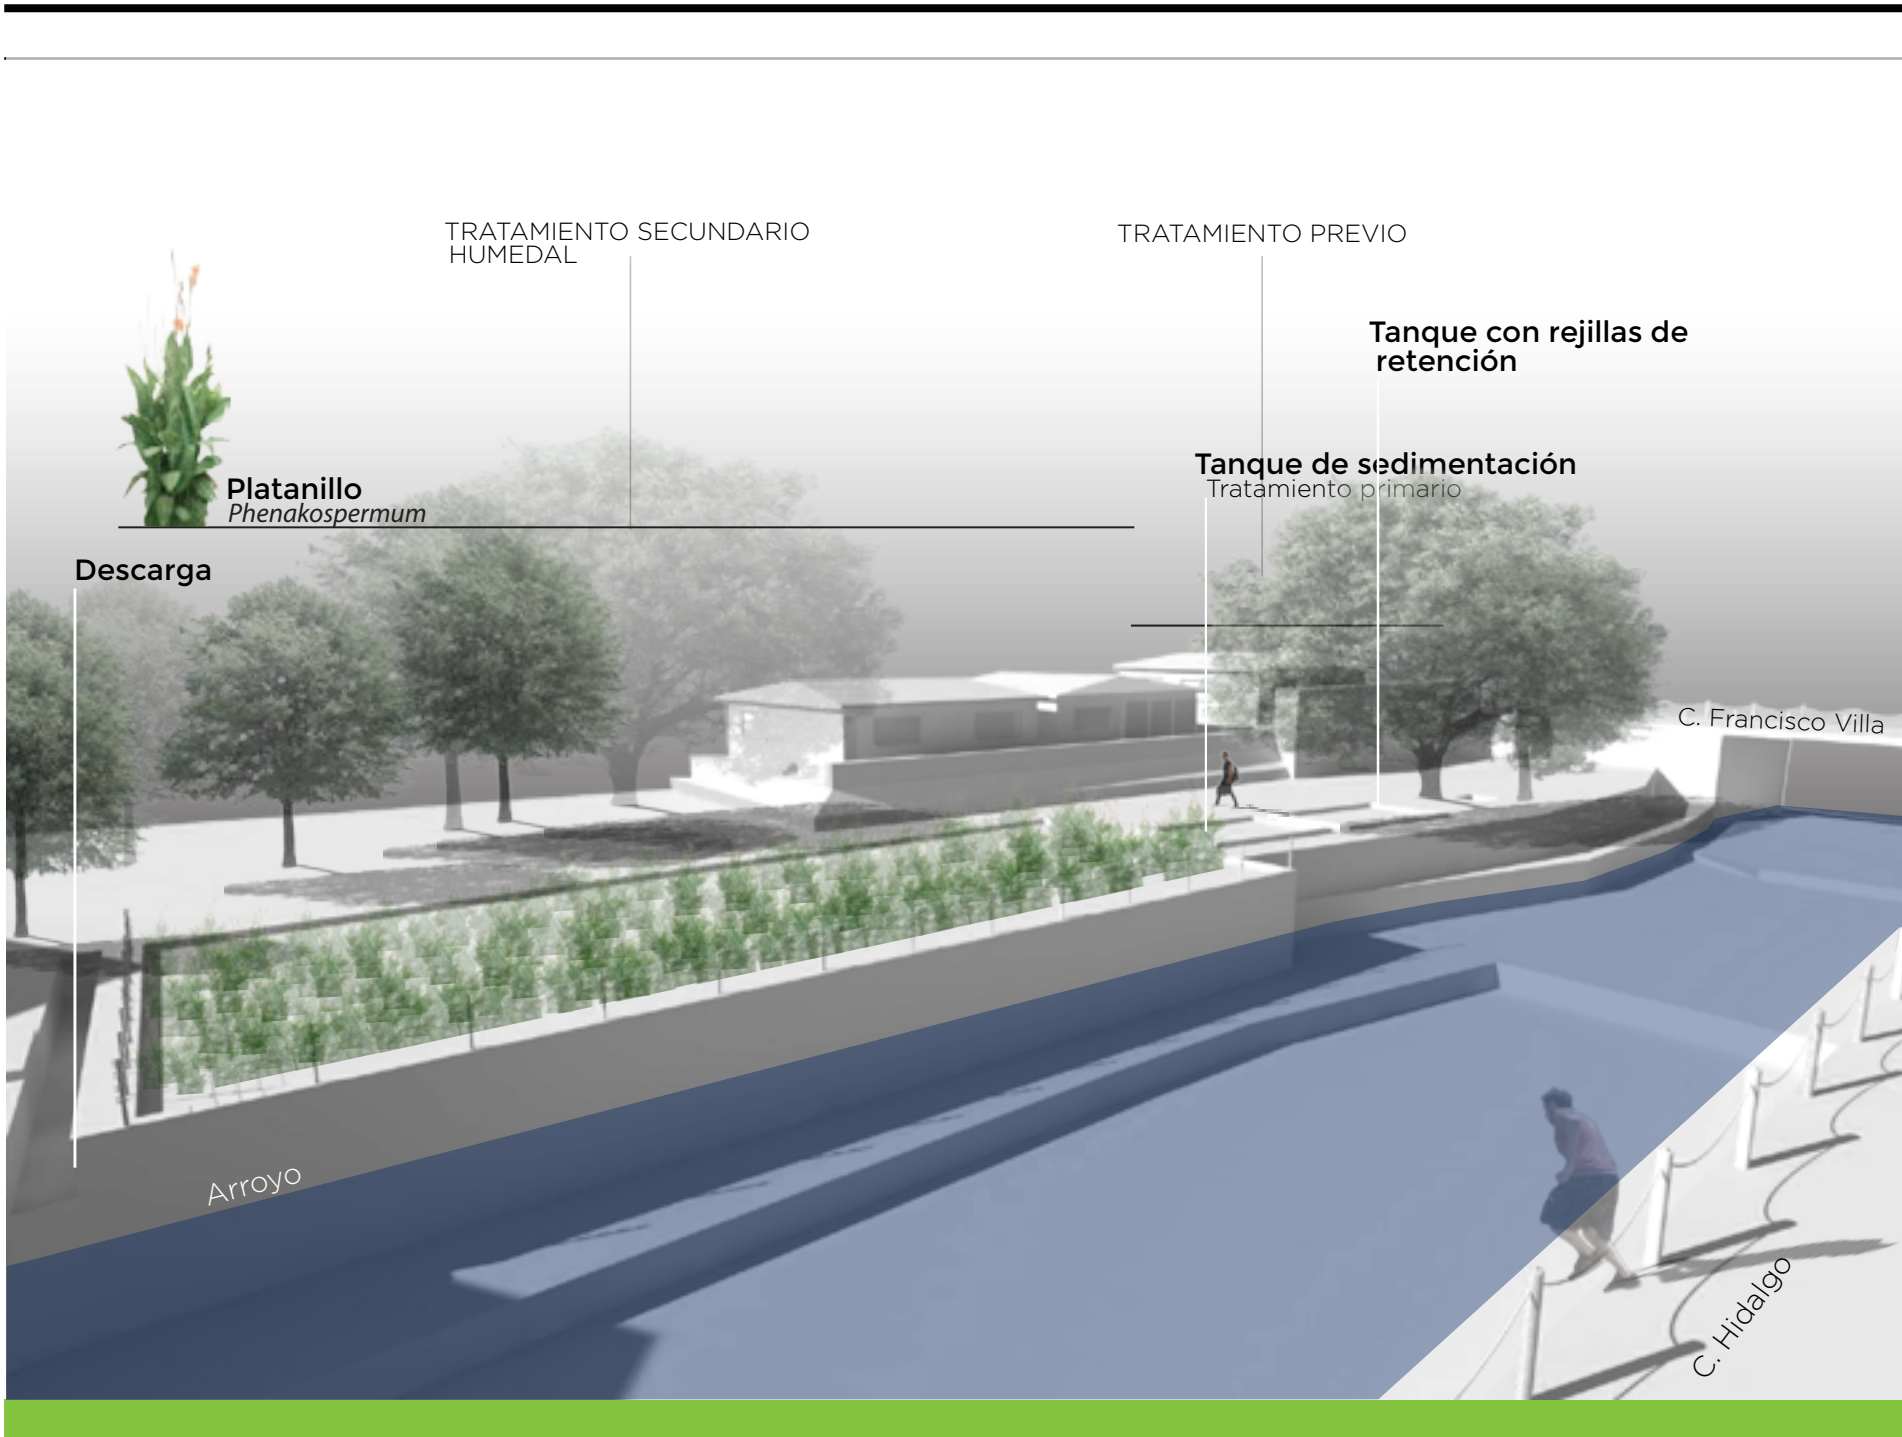 TRATAMIENTO SECUNDARIO
HUMEDAL
TRATAMIENTO PREVIO
Tanque con rejillas de
retención
Tanque de sedimentación
Tratamiento primario
Platanillo
Phenakospermum
Descarga
C. Francisco Villa
Arroyo
C. Hidalgo